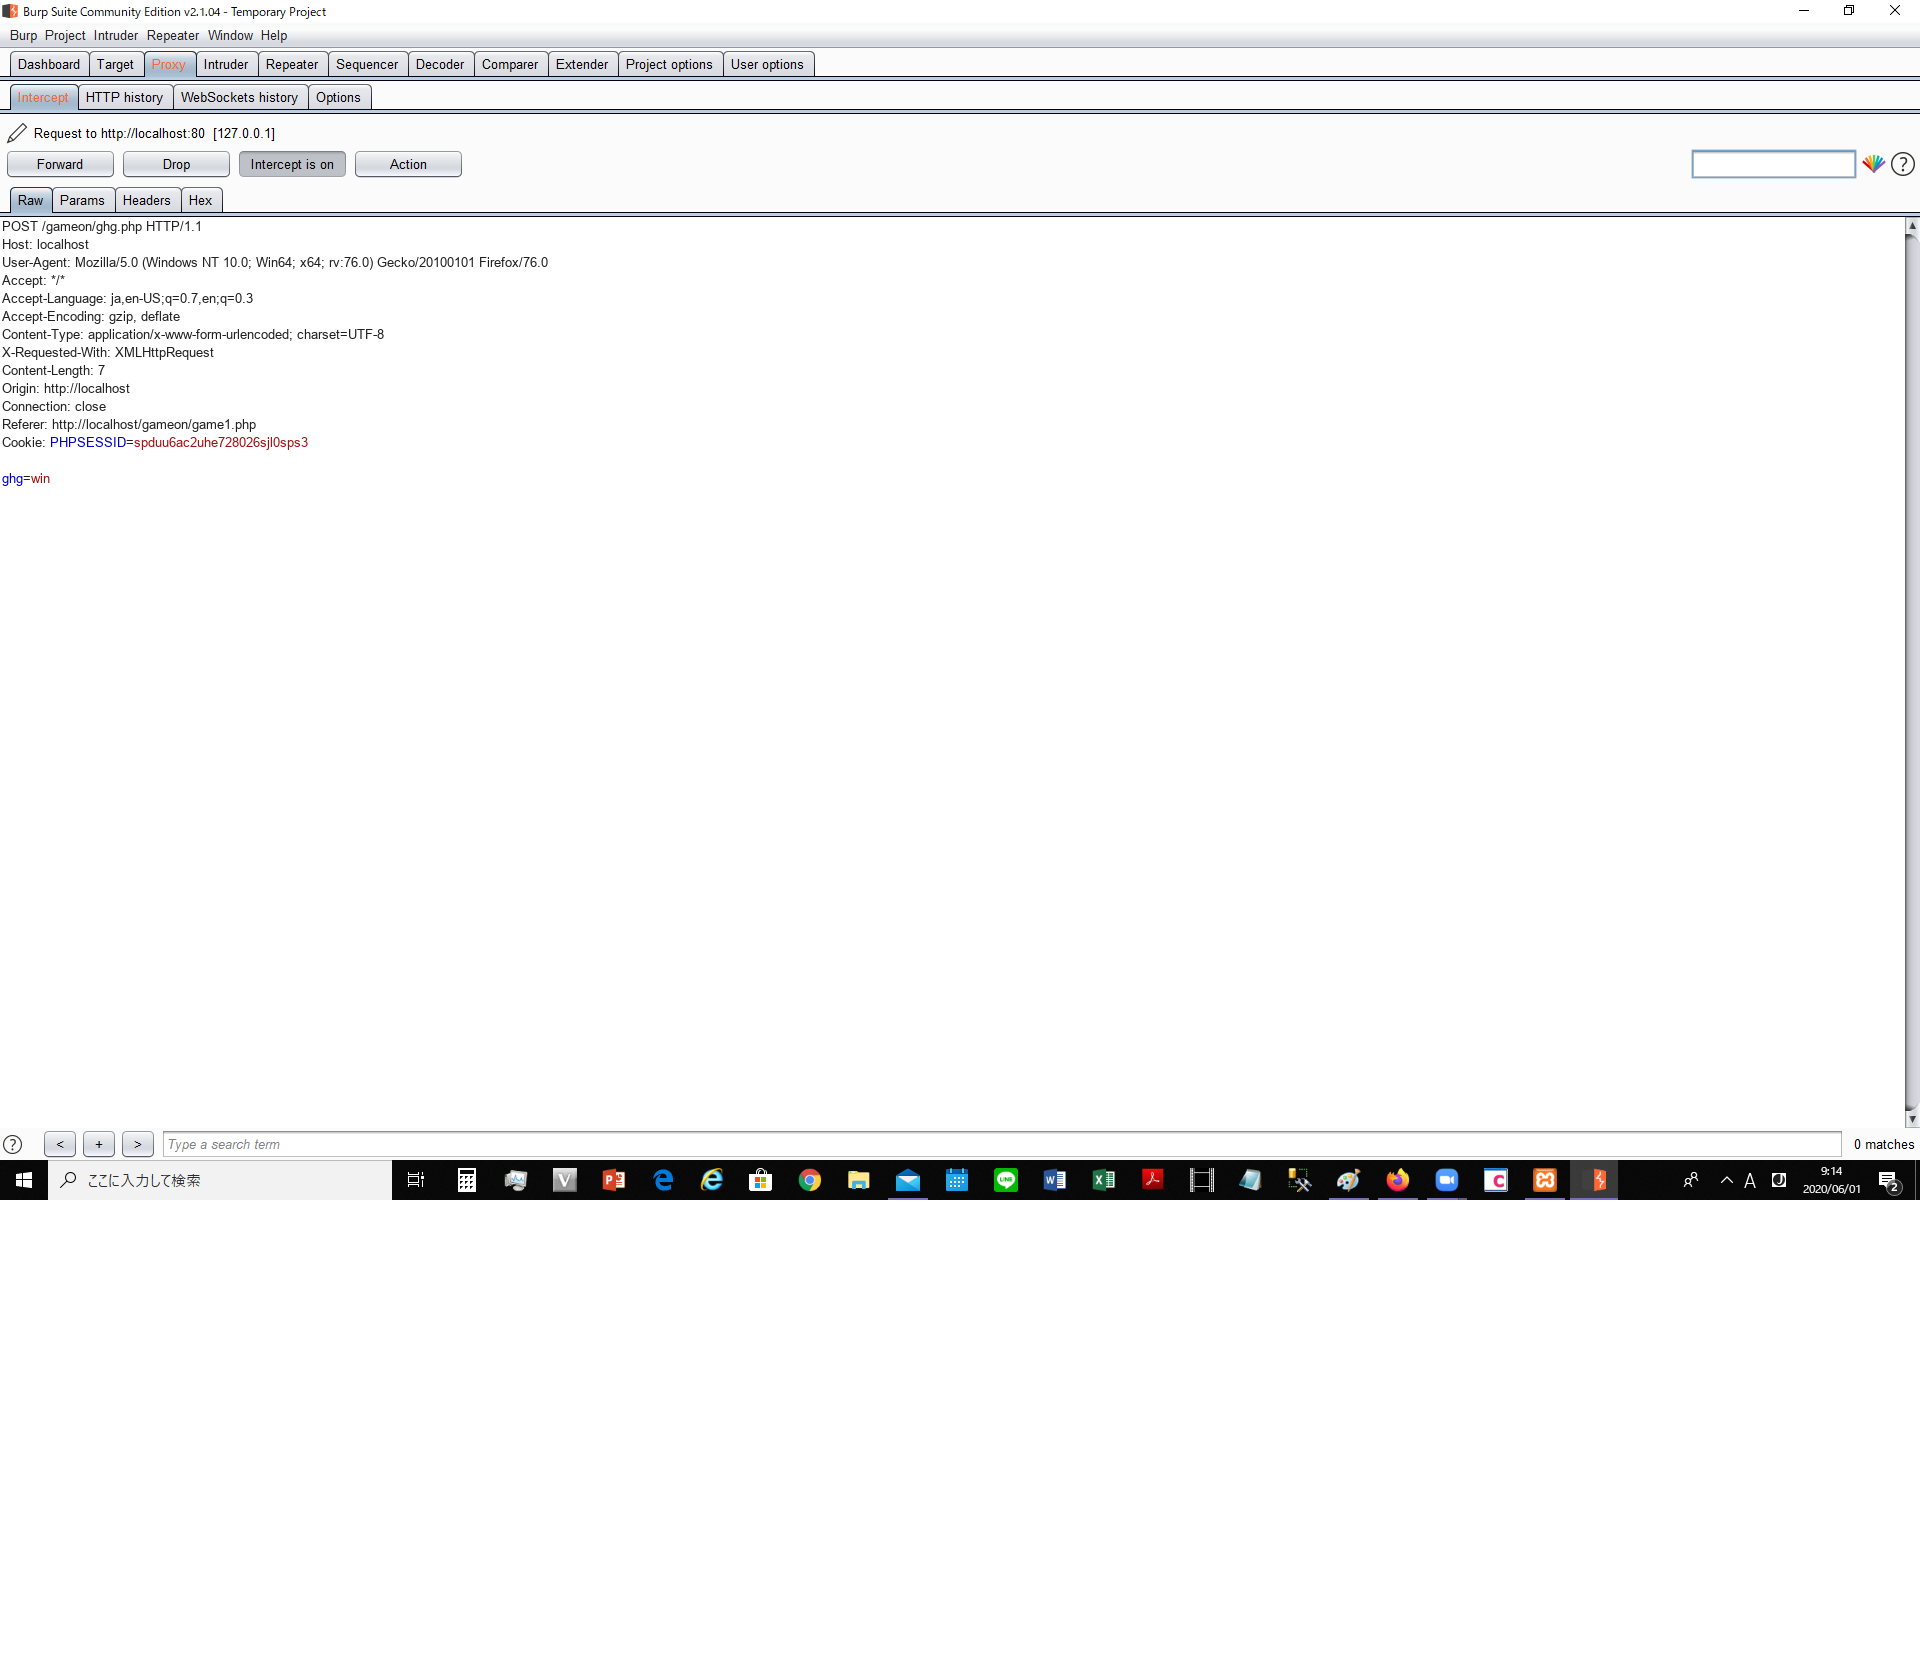 Burp Suite Community Edition v2.1.04 - Temporary Project
Burp Project Intruder Repeater Window Help
Dashboard Target Proxy Intruder Repeater Sequencer Decoder Comparer Extender Project options User options
Intercept HTTP history WebSockets history Options
Request to http://localhost:80 [127.0.0.1]
Forward Drop Intercept is on Action
?
Raw Params Headers Hex
POST /gameon/ghg.php HTTP/1.1
Host: localhost
User-Agent: Mozilla/5.0 (Windows NT 10.0; Win64; x64; rv:76.0) Gecko/20100101 Firefox/76.0
Accept: */*
Accept-Language: ja,en-US;q=0.7,en;q=0.3
Accept-Encoding: gzip, deflate
Content-Type: application/x-www-form-urlencoded; charset=UTF-8
X-Requested-With: XMLHttpRequest
Content-Length: 7
Origin: http://localhost
Connection: close
Referer: http://localhost/gameon/game1.php
Cookie: PHPSESSID=spduu6ac2uhe728026sjl0sps3
ghg=win
? < + > Type a search term 0 matches
ここに入力して検索
A
9:14
2020/06/01
2